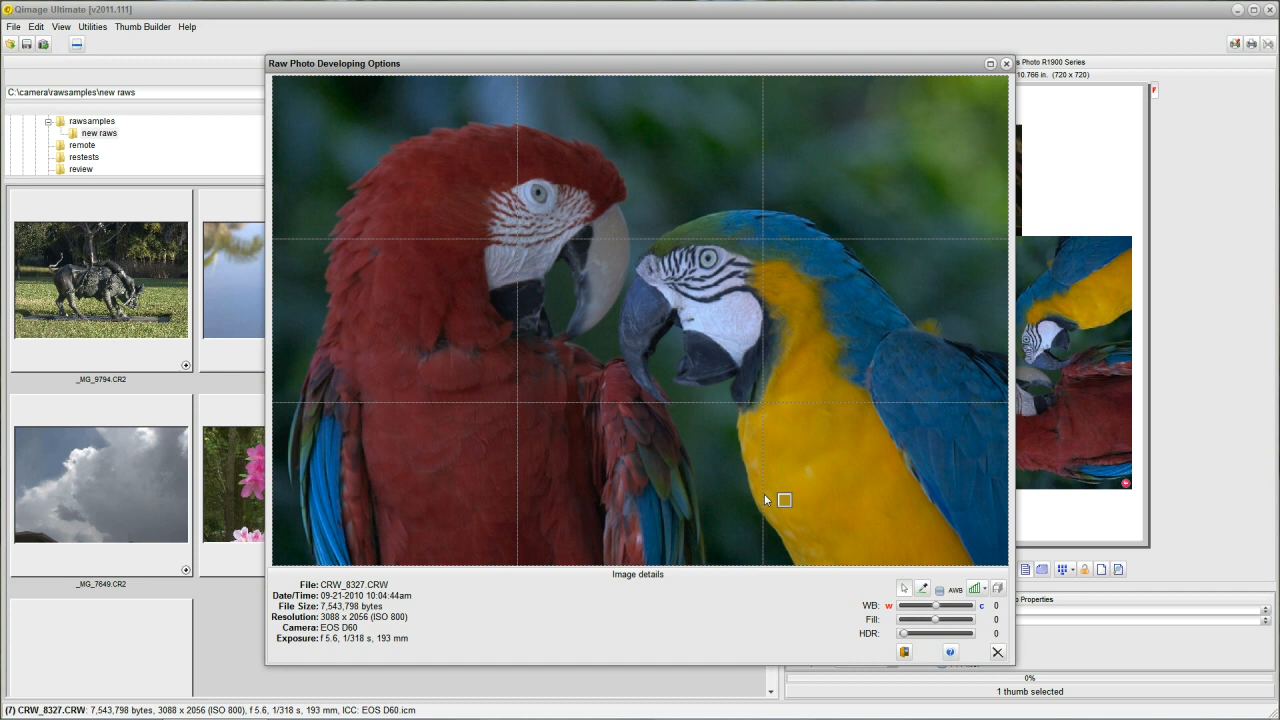 Qimage Ultimate [v2011.111]
File Edit View Utilities Thumb Builder Help
Raw Photo Developing Options
s Photo R1900 Series
10.766 in. (720 x 720)
C:\camera\rawsamples\new raws
rawsamples
new raws
remote
restests
review
_MG_9794.CR2
_MG_7649.CR2
Image details
File: CRW_8327.CRW
Date/Time: 09-21-2010 10:04:44am
File Size: 7,543,798 bytes
Resolution: 3088 x 2056 (ISO 800)
Camera: EOS D60
Exposure: f 5.6, 1/318 s, 193 mm
AWB
WB: w c 0
Fill: 0
HDR: 0
Properties
0%
1 thumb selected
(7) CRW_8327.CRW: 7,543,798 bytes, 3088 x 2056 (ISO 800), f 5.6, 1/318 s, 193 mm, ICC: EOS D60.icm